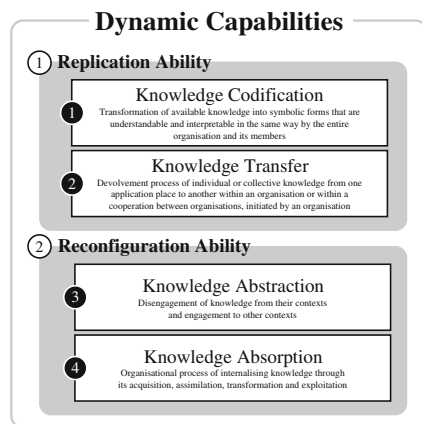 Dynamic Capabilities
1 Replication Ability
1 Knowledge Codification
Transformation of available knowledge into symbolic forms that are
understandable and interpretable in the same way by the entire
organisation and its members
2 Knowledge Transfer
Devolvement process of individual or collective knowledge from one
application place to another within an organisation or within a
cooperation between organisations, initiated by an organisation
2 Reconfiguration Ability
3 Knowledge Abstraction
Disengagement of knowledge from their contexts
and engagement to other contexts
4 Knowledge Absorption
Organisational process of internalising knowledge through
its acquisition, assimilation, transformation and exploitation